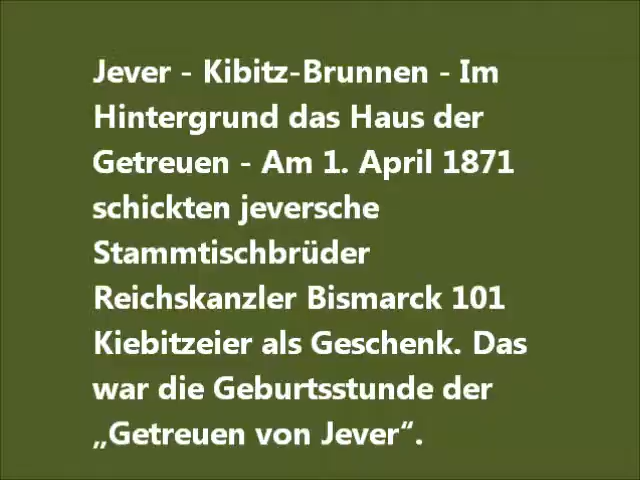 Jever - Kibitz-Brunnen - Im
Hintergrund das Haus der
Getreuen - Am 1. April 1871
schickten jeversche
Stammtischbrüder
Reichskanzler Bismarck 101
Kiebitzeier als Geschenk. Das
war die Geburtsstunde der
„Getreuen von Jever“.